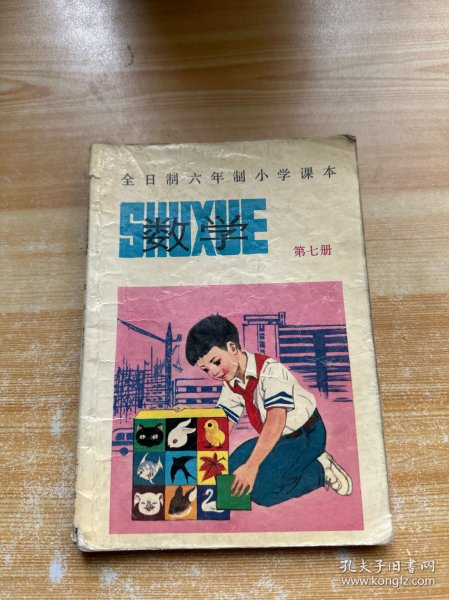 全日制六年制小学课本
SHUXUE
数学
第七册
孔夫子旧书网
www.kongfz.com